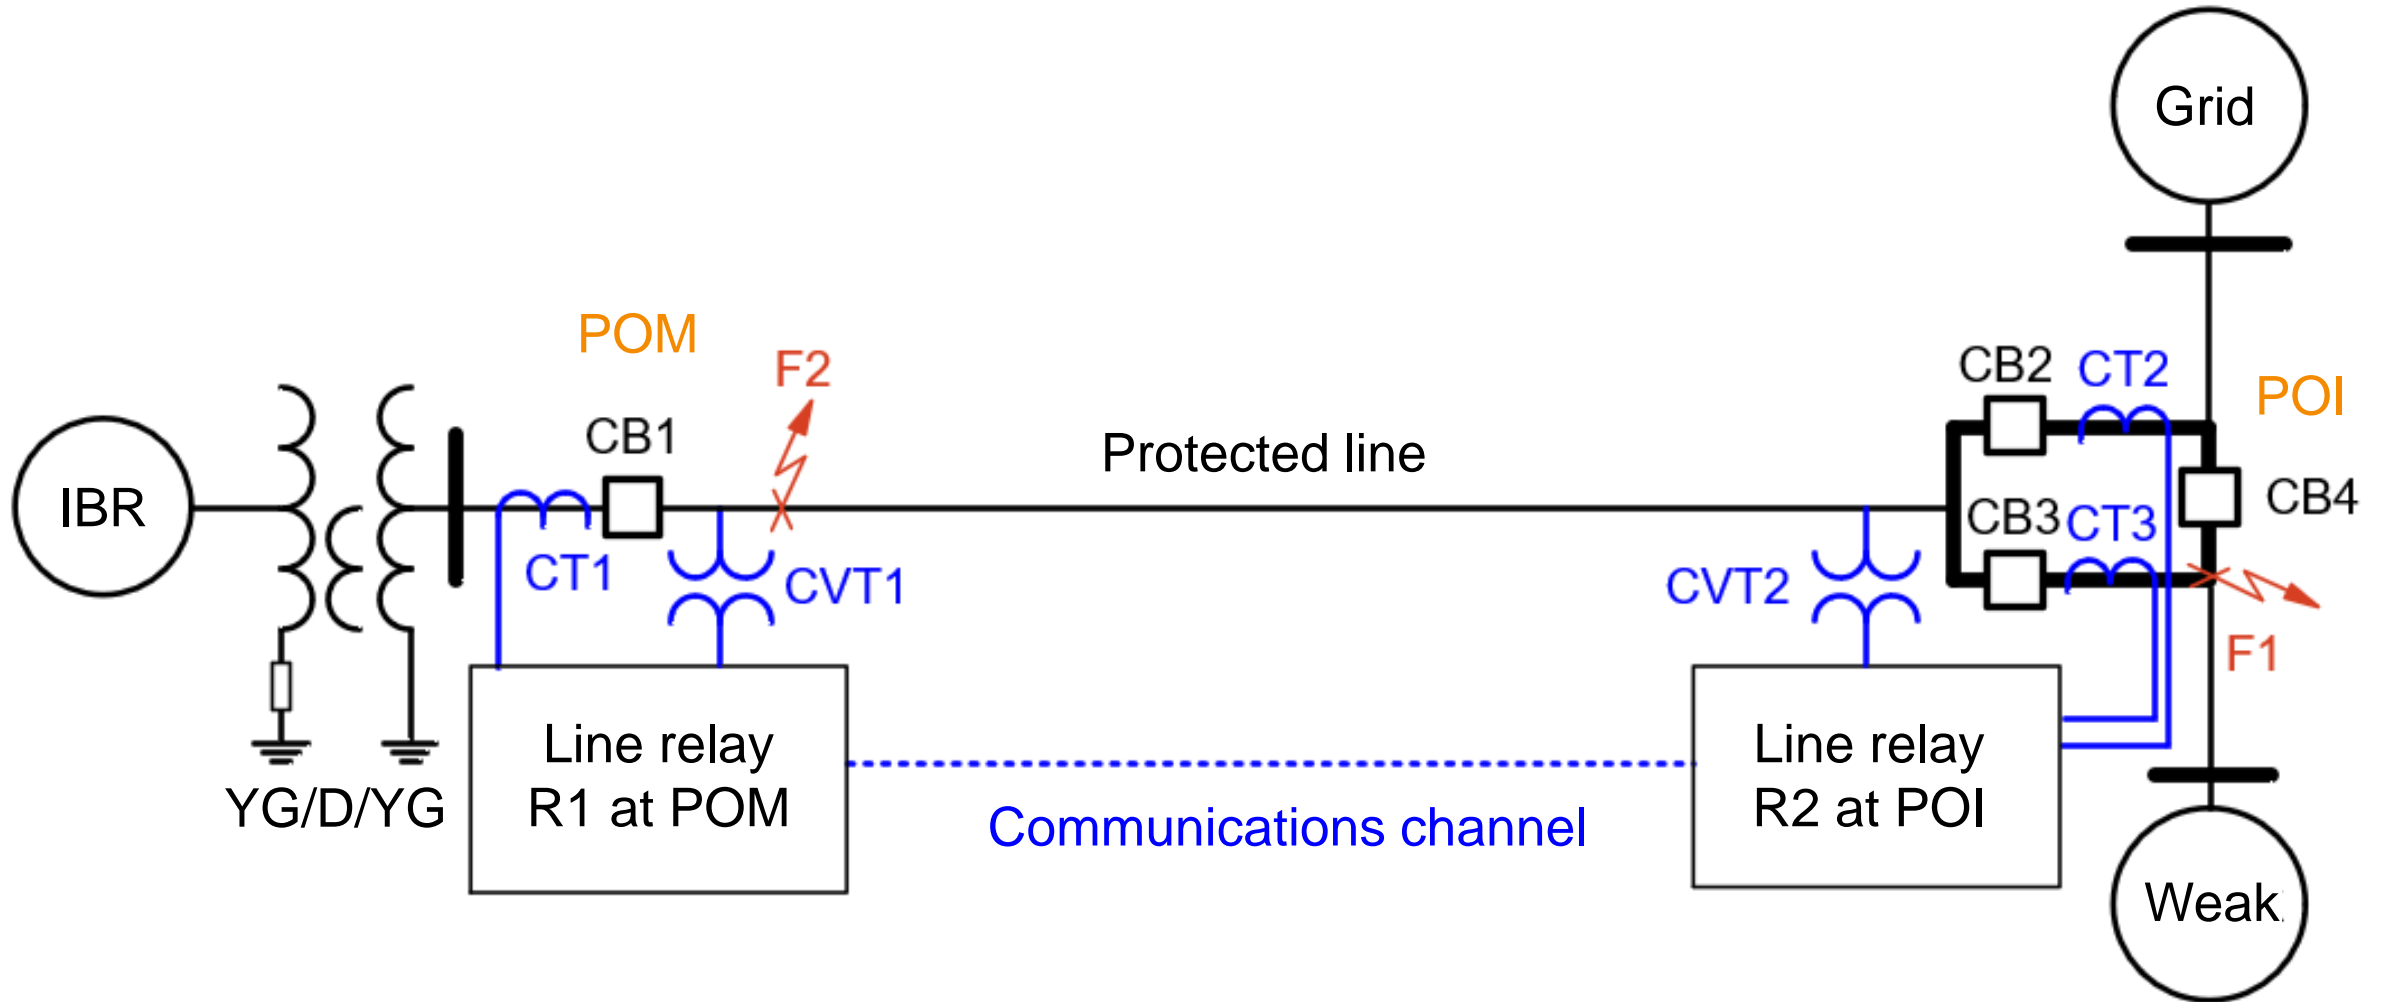 Grid
POM
F2
CB2
CT2
POI
CB1
Protected line
IBR
CB3
CT3
CB4
CT1
CVT1
CVT2
F1
Line relay
R1 at POM
Line relay
R2 at POI
YG/D/YG
Communications channel
Weak